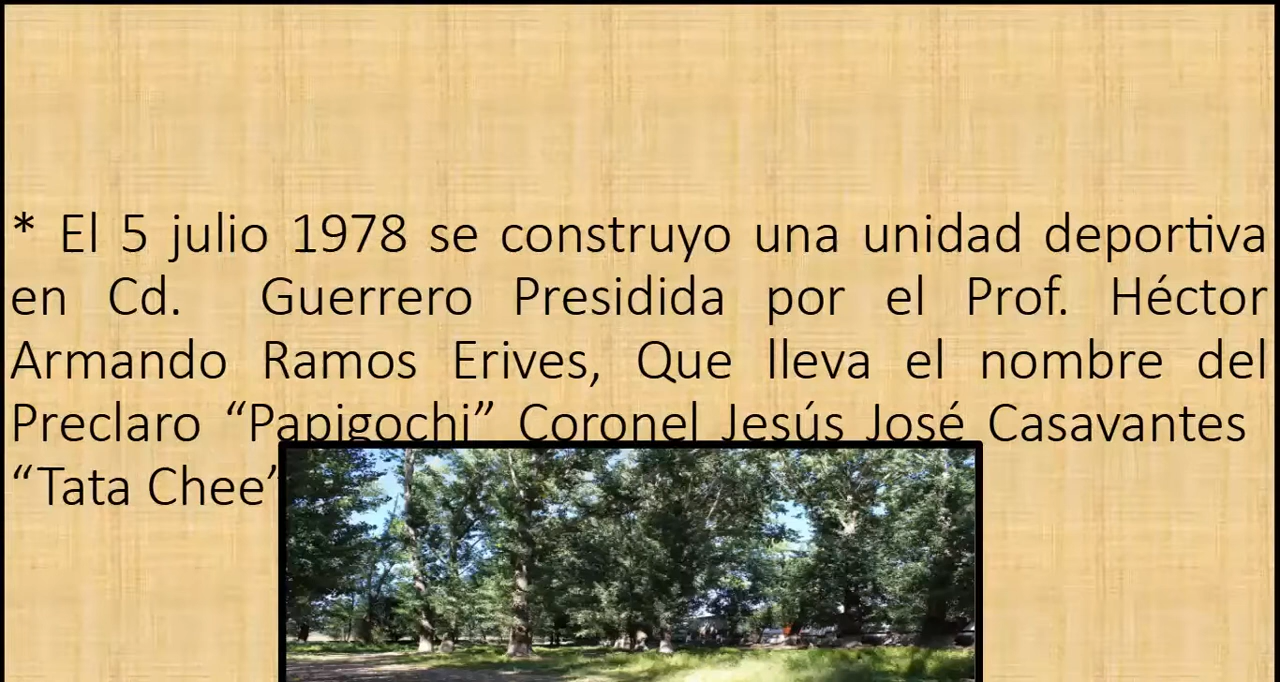 * El 5 julio 1978 se construyo una unidad deportiva
en Cd. Guerrero Presidida por el Prof. Héctor
Armando Ramos Erives, Que lleva el nombre del
Preclaro “Papigochi” Coronel Jesús José Casavantes
“Tata Chee”